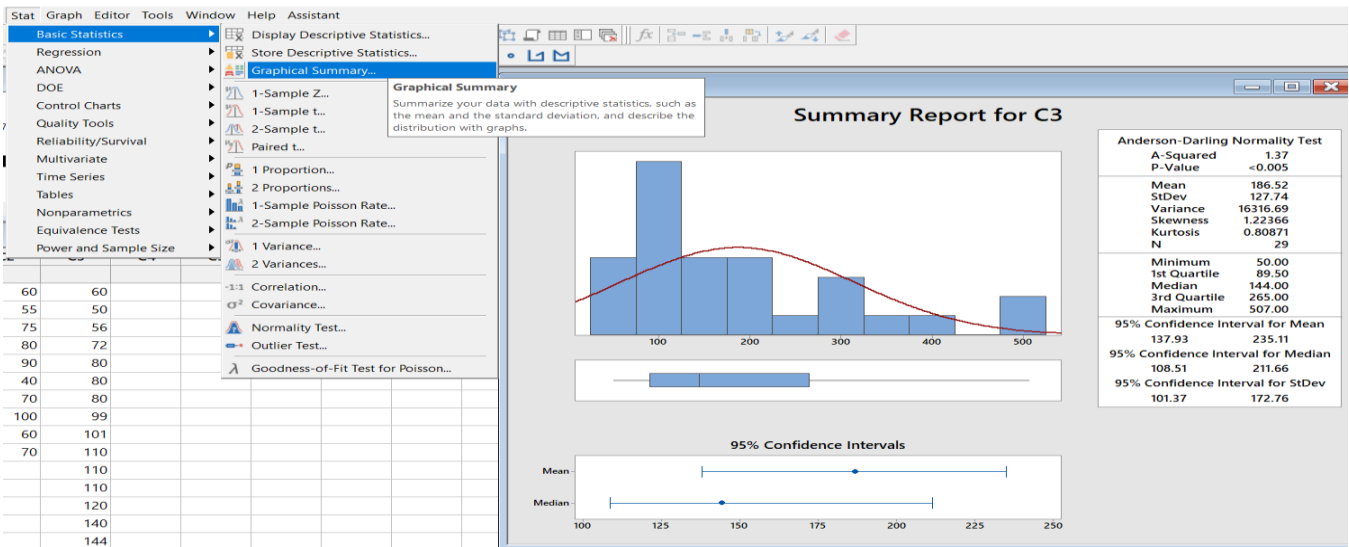 Stat Graph Editor Tools Window Help Assistant
Basic Statistics
Regression
ANOVA
DOE
Control Charts
Quality Tools
Reliability/Survival
Multivariate
Time Series
Tables
Nonparametrics
Equivalence Tests
Power and Sample Size
Display Descriptive Statistics...
Store Descriptive Statistics...
Graphical Summary...
1-Sample Z...
1-Sample t...
2-Sample t...
Paired t...
1 Proportion...
2 Proportions...
1-Sample Poisson Rate...
2-Sample Poisson Rate...
1 Variance...
2 Variances...
Correlation...
Covariance...
Normality Test...
Outlier Test...
Goodness-of-Fit Test for Poisson...
Graphical Summary
Summarize your data with descriptive statistics, such as
the mean and the standard deviation, and describe the
distribution with graphs.
60 60
55 50
75 56
80 72
90 80
40 80
70 80
100 99
60 101
70 110
110
110
120
140
144
Summary Report for C3
100 200 300 400 500
Anderson-Darling Normality Test
A-Squared 1.37
P-Value <0.005
Mean 186.52
StDev 127.74
Variance 16316.69
Skewness 1.22366
Kurtosis 0.80871
N 29
Minimum 50.00
1st Quartile 89.50
Median 144.00
3rd Quartile 265.00
Maximum 507.00
95% Confidence Interval for Mean
137.93 235.11
95% Confidence Interval for Median
108.51 211.66
95% Confidence Interval for StDev
101.37 172.76
95% Confidence Intervals
Mean
Median
100 125 150 175 200 225 250